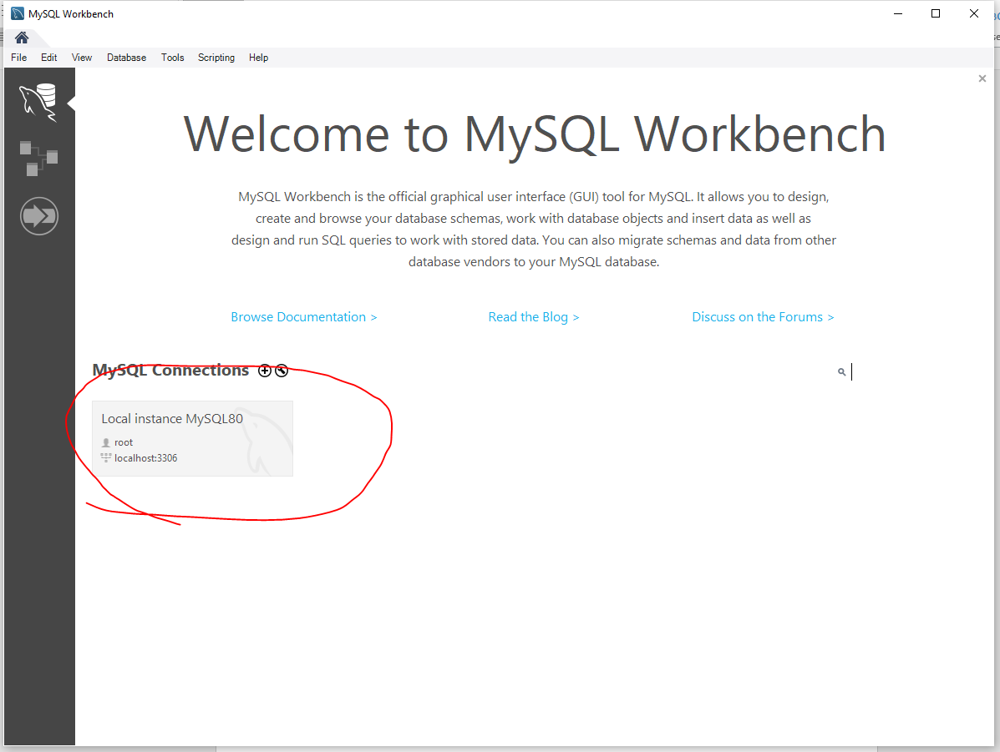 MySQL Workbench
File Edit View Database Tools Scripting Help
Welcome to MySQL Workbench
MySQL Workbench is the official graphical user interface (GUI) tool for MySQL. It allows you to design,
create and browse your database schemas, work with database objects and insert data as well as
design and run SQL queries to work with stored data. You can also migrate schemas and data from other
database vendors to your MySQL database.
Browse Documentation > Read the Blog > Discuss on the Forums >
MySQL Connections
Local instance MySQL80
root
localhost:3306